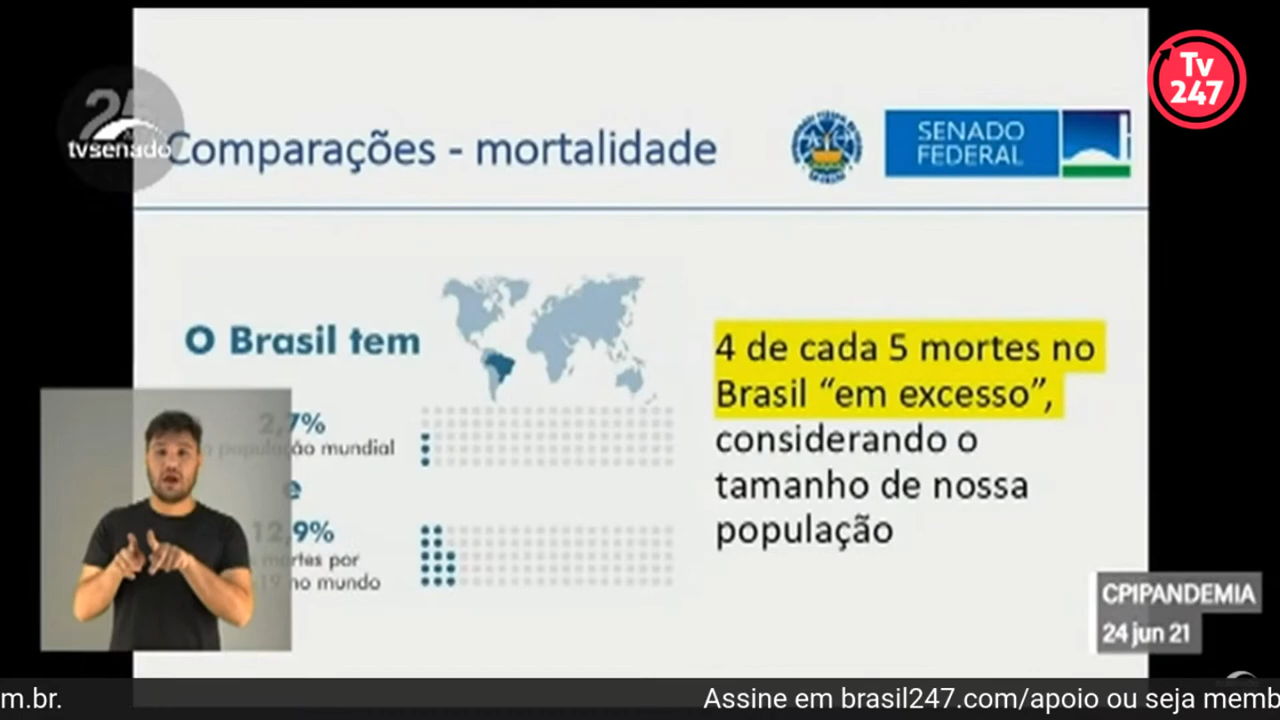 Tv
247
25
tvsenado
Comparações - mortalidade
SENADO
FEDERAL
O Brasil tem
2,7%
população mundial
e
12,9%
mortes por
19 no mundo
4 de cada 5 mortes no
Brasil “em excesso”,
considerando o
tamanho de nossa
população
CPIPANDEMIA
24 jun 21
m.br.
Assine em brasil247.com/apoio ou seja memb